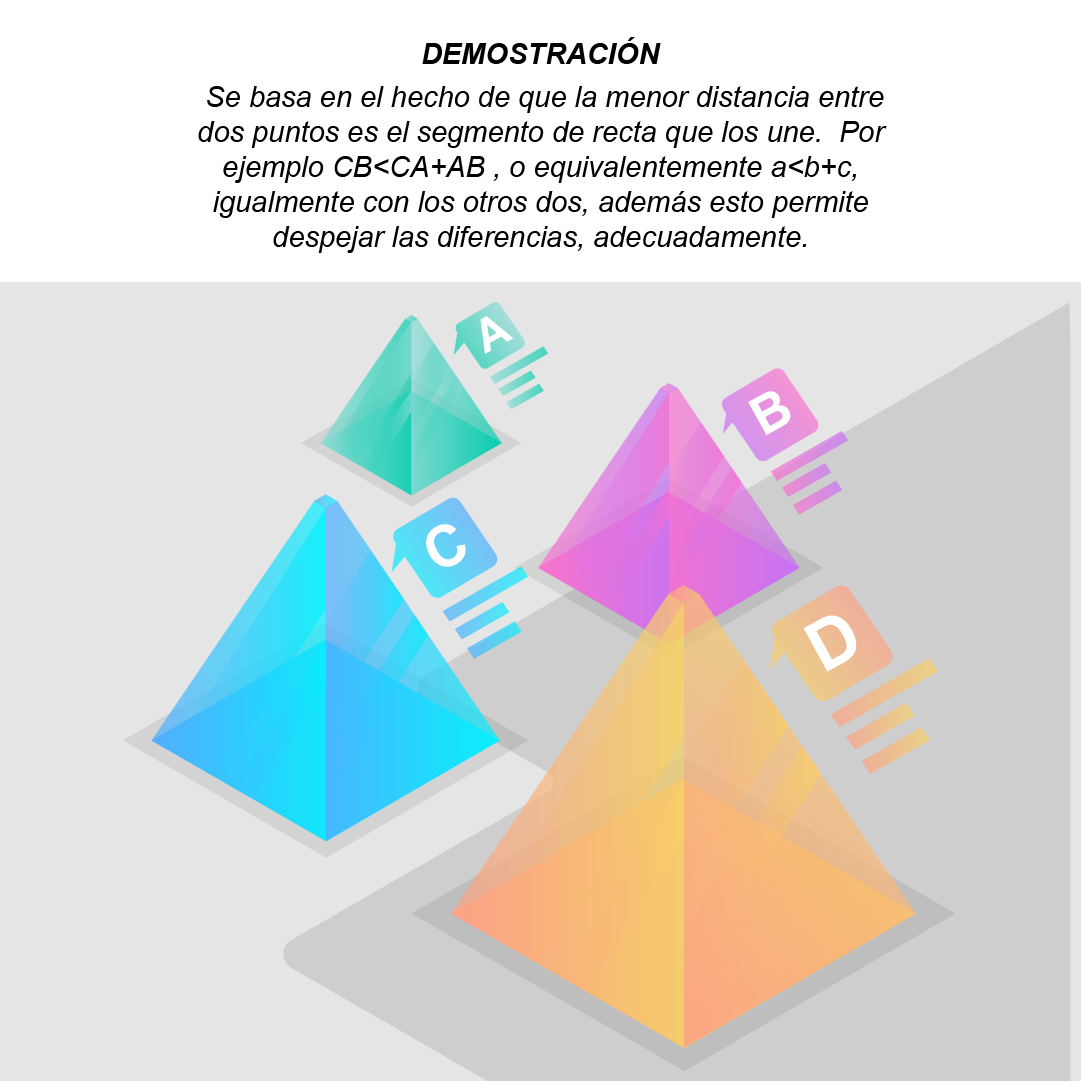 DEMOSTRACIÓN
Se basa en el hecho de que la menor distancia entre
dos puntos es el segmento de recta que los une.  Por
ejemplo CB<CA+AB , o equivalentemente a<b+c,
igualmente con los otros dos, además esto permite
despejar las diferencias, adecuadamente.
A
B
C
D